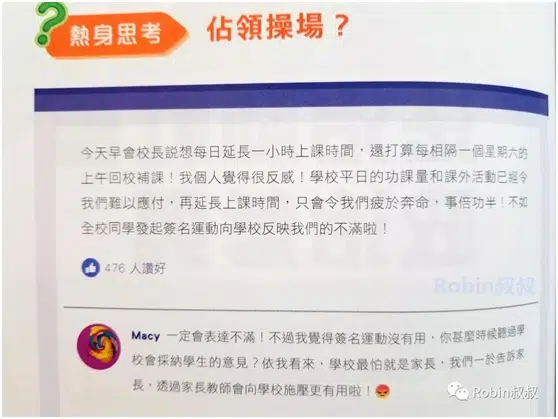 熱身思考
佔領操場？
今天早會校長説想每日延長一小時上課時間，還打算每相隔一個星期六的
上午回校補課！我個人覺得很反感！學校平日的功課量和課外活動已經令
我們難以應付，再延長上課時間，只會令我們疲於奔命，事倍功半！不如
全校同學發起簽名運動向學校反映我們的不滿啦！
476 人讚好
Robin叔叔
Macy 一定會表達不滿！不過我覺得簽名運動沒有用，你甚麼時候聽過學
校會採納學生的意見？依我看來，學校最怕就是家長，我們一於告訴家
長，透過家長教師會向學校施壓更有用啦！
Robin叔叔